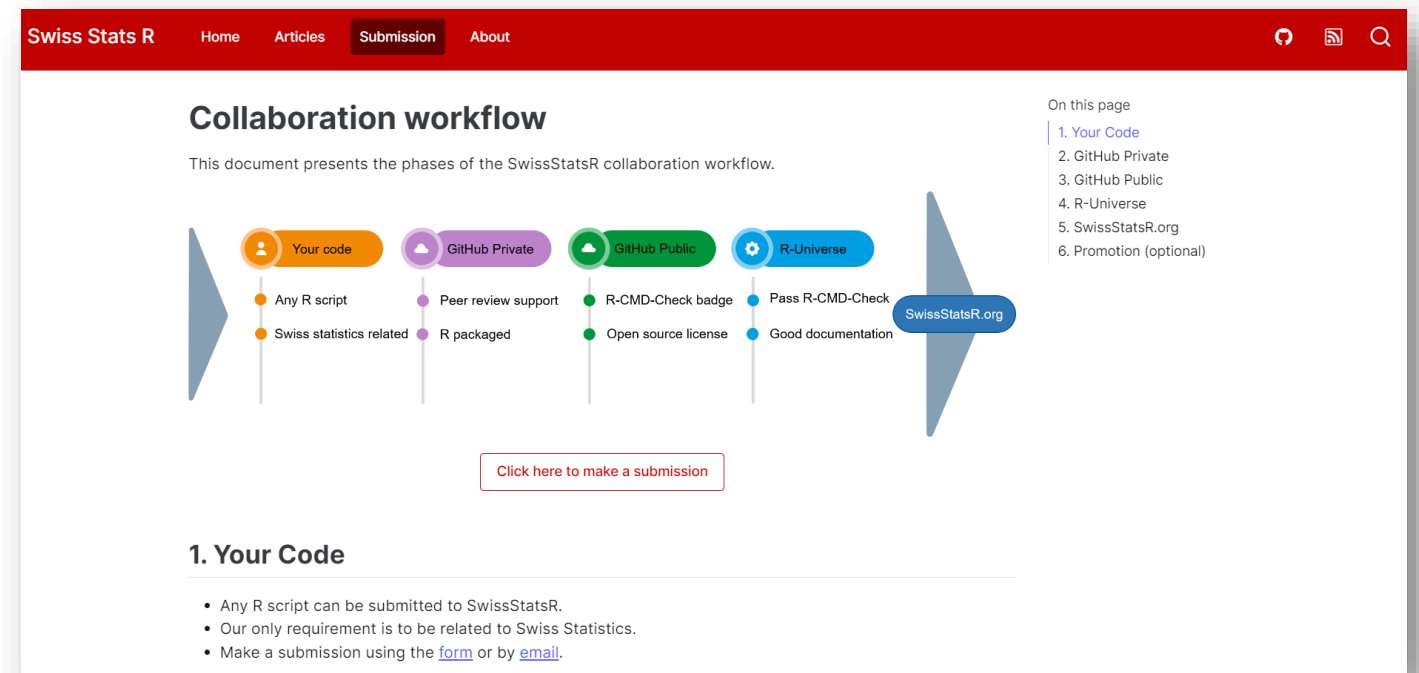 Swiss Stats R Home Articles Submission About
Collaboration workflow
This document presents the phases of the SwissStatsR collaboration workflow.
On this page
1. Your Code
2. GitHub Private
3. GitHub Public
4. R-Universe
5. SwissStatsR.org
6. Promotion (optional)
Your code GitHub Private GitHub Public R-Universe
Any R script Peer review support R-CMD-Check badge Pass R-CMD-Check
SwissStatsR.org
Swiss statistics related R packaged Open source license Good documentation
Click here to make a submission
1. Your Code
• Any R script can be submitted to SwissStatsR.
• Our only requirement is to be related to Swiss Statistics.
• Make a submission using the form or by email.